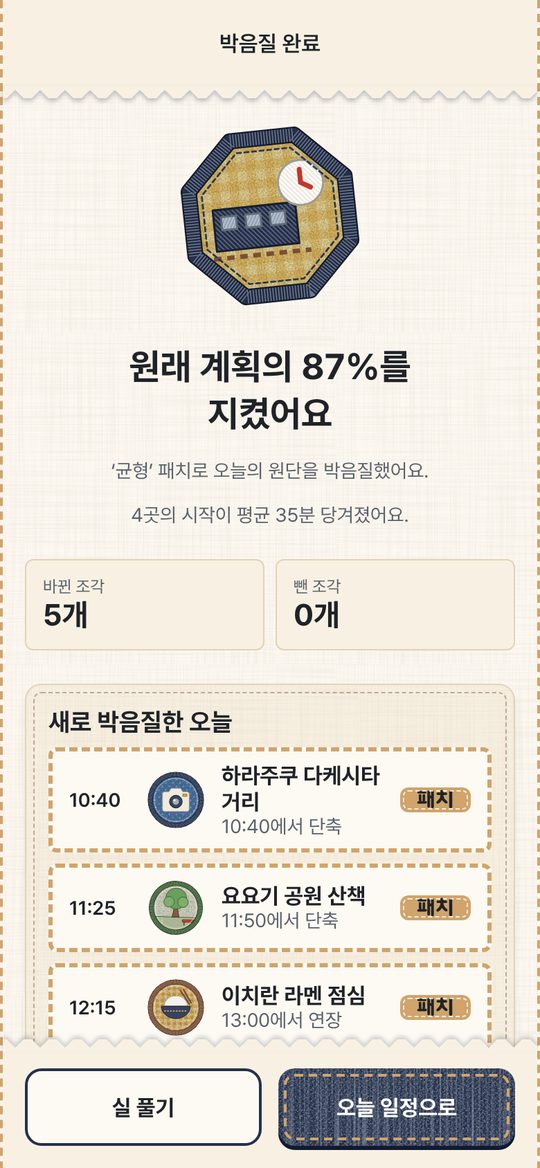 박음질 완료
원래 계획의 87%를
지켰어요
‘균형’ 패치로 오늘의 원단을 박음질했어요.
4곳의 시작이 평균 35분 당겨졌어요.
바뀐 조각
5개
뺀 조각
0개
새로 박음질한 오늘
10:40
하라주쿠 다케시타
거리
10:40에서 단축
패치
11:25
요요기 공원 산책
11:50에서 단축
패치
12:15
이치란 라멘 점심
13:00에서 연장
패치
실 풀기
오늘 일정으로